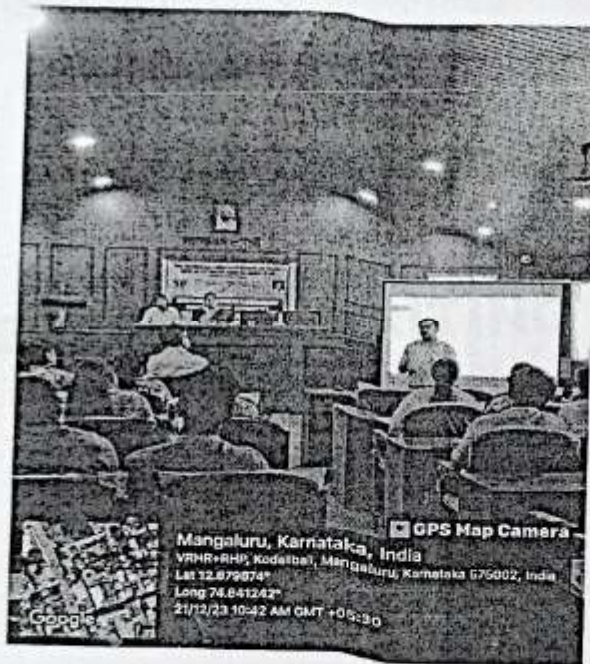 GPS Map Camera
Mangaluru, Karnataka, India
VRHR+RHP, Kodailbail, Mangaluru, Karnataka 575002, India
Lat 12.879874°
Long 74.841242°
21/12/23 10:42 AM GMT +05:30
Google